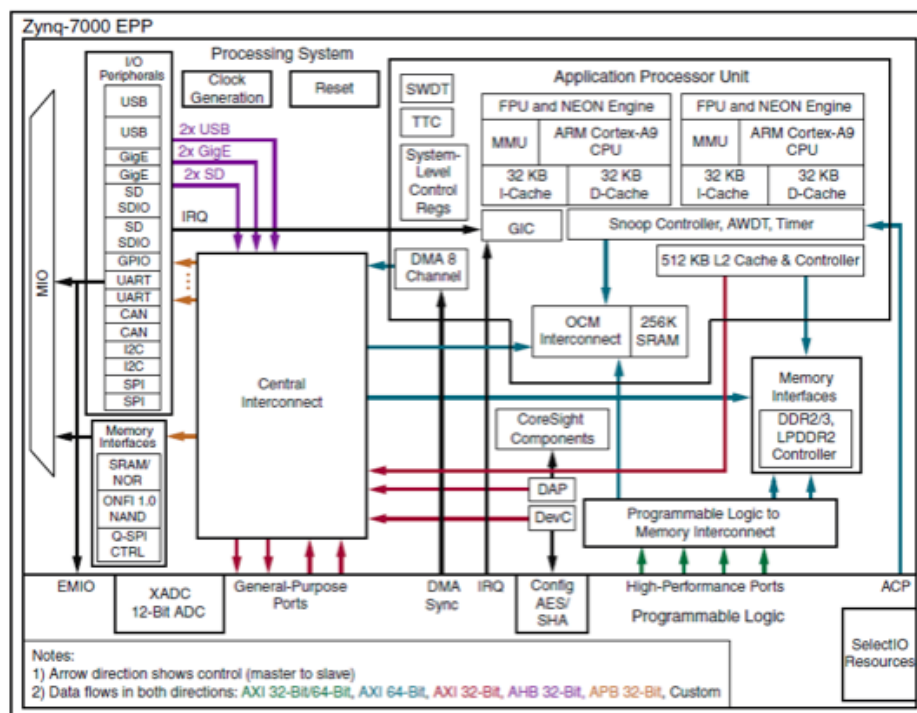 Zynq-7000 EPP
Processing System
I/O
Peripherals
USB
USB
GigE
GigE
SD
SDIO
SD
SDIO
GPIO
UART
UART
CAN
CAN
I2C
I2C
SPI
SPI
MIO
Memory
Interfaces
SRAM/
NOR
ONFI 1.0
NAND
Q-SPI
CTRL
Clock
Generation
Reset
2x USB
2x GigE
2x SD
IRQ
Central
Interconnect
Application Processor Unit
SWDT
TTC
System-
Level
Control
Regs
FPU and NEON Engine
MMU
ARM Cortex-A9
CPU
32 KB
I-Cache
32 KB
D-Cache
FPU and NEON Engine
MMU
ARM Cortex-A9
CPU
32 KB
I-Cache
32 KB
D-Cache
GIC
Snoop Controller, AWDT, Timer
DMA 8
Channel
512 KB L2 Cache & Controller
OCM
Interconnect
256K
SRAM
Memory
Interfaces
DDR2/3,
LPDDR2
Controller
CoreSight
Components
DAP
DevC
Programmable Logic to
Memory Interconnect
EMIO
XADC
12-Bit ADC
General-Purpose
Ports
DMA
Sync
IRQ
Config
AES/
SHA
High-Performance Ports
ACP
Programmable Logic
SelectIO
Resources
Notes:
1) Arrow direction shows control (master to slave)
2) Data flows in both directions: AXI 32-Bit/64-Bit, AXI 64-Bit, AXI 32-Bit, AHB 32-Bit, APB 32-Bit, Custom